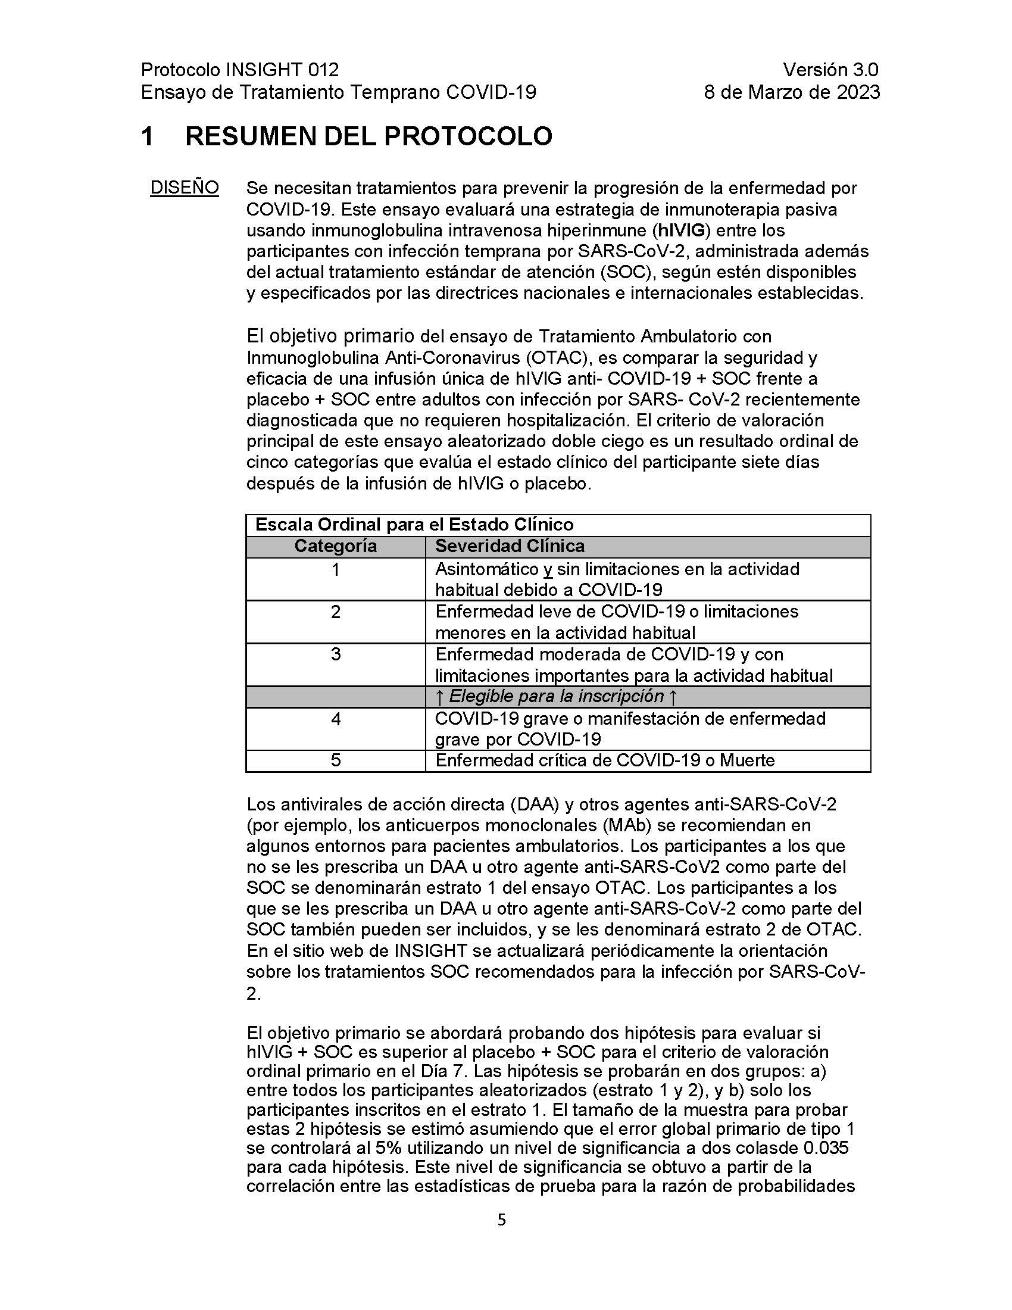 Protocolo INSIGHT 012 Versión 3.0
Ensayo de Tratamiento Temprano COVID-19 8 de Marzo de 2023
1 RESUMEN DEL PROTOCOLO
DISEÑO Se necesitan tratamientos para prevenir la progresión de la enfermedad por
COVID-19. Este ensayo evaluará una estrategia de inmunoterapia pasiva
usando inmunoglobulina intravenosa hiperinmune (hIVIG) entre los
participantes con infección temprana por SARS-CoV-2, administrada además
del actual tratamiento estándar de atención (SOC), según estén disponibles
y especificados por las directrices nacionales e internacionales establecidas.
El objetivo primario del ensayo de Tratamiento Ambulatorio con
Inmunoglobulina Anti-Coronavirus (OTAC), es comparar la seguridad y
eficacia de una infusión única de hIVIG anti- COVID-19 + SOC frente a
placebo + SOC entre adultos con infección por SARS- CoV-2 recientemente
diagnosticada que no requieren hospitalización. El criterio de valoración
principal de este ensayo aleatorizado doble ciego es un resultado ordinal de
cinco categorías que evalúa el estado clínico del participante siete días
después de la infusión de hIVIG o placebo.
Escala Ordinal para el Estado Clínico
Categoría Severidad Clínica
1 Asintomático y sin limitaciones en la actividad
habitual debido a COVID-19
2 Enfermedad leve de COVID-19 o limitaciones
menores en la actividad habitual
3 Enfermedad moderada de COVID-19 y con
limitaciones importantes para la actividad habitual
↑ Elegible para la inscripción ↑
4 COVID-19 grave o manifestación de enfermedad
grave por COVID-19
5 Enfermedad crítica de COVID-19 o Muerte
Los antivirales de acción directa (DAA) y otros agentes anti-SARS-CoV-2
(por ejemplo, los anticuerpos monoclonales (MAb) se recomiendan en
algunos entornos para pacientes ambulatorios. Los participantes a los que
no se les prescriba un DAA u otro agente anti-SARS-CoV2 como parte del
SOC se denominarán estrato 1 del ensayo OTAC. Los participantes a los
que se les prescriba un DAA u otro agente anti-SARS-CoV-2 como parte del
SOC también pueden ser incluidos, y se les denominará estrato 2 de OTAC.
En el sitio web de INSIGHT se actualizará periódicamente la orientación
sobre los tratamientos SOC recomendados para la infección por SARS-CoV-
2.
El objetivo primario se abordará probando dos hipótesis para evaluar si
hIVIG + SOC es superior al placebo + SOC para el criterio de valoración
ordinal primario en el Día 7. Las hipótesis se probarán en dos grupos: a)
entre todos los participantes aleatorizados (estrato 1 y 2), y b) solo los
participantes inscritos en el estrato 1. El tamaño de la muestra para probar
estas 2 hipótesis se estimó asumiendo que el error global primario de tipo 1
se controlará al 5% utilizando un nivel de significancia a dos colasde 0.035
para cada hipótesis. Este nivel de significancia se obtuvo a partir de la
correlación entre las estadísticas de prueba para la razón de probabilidades
5